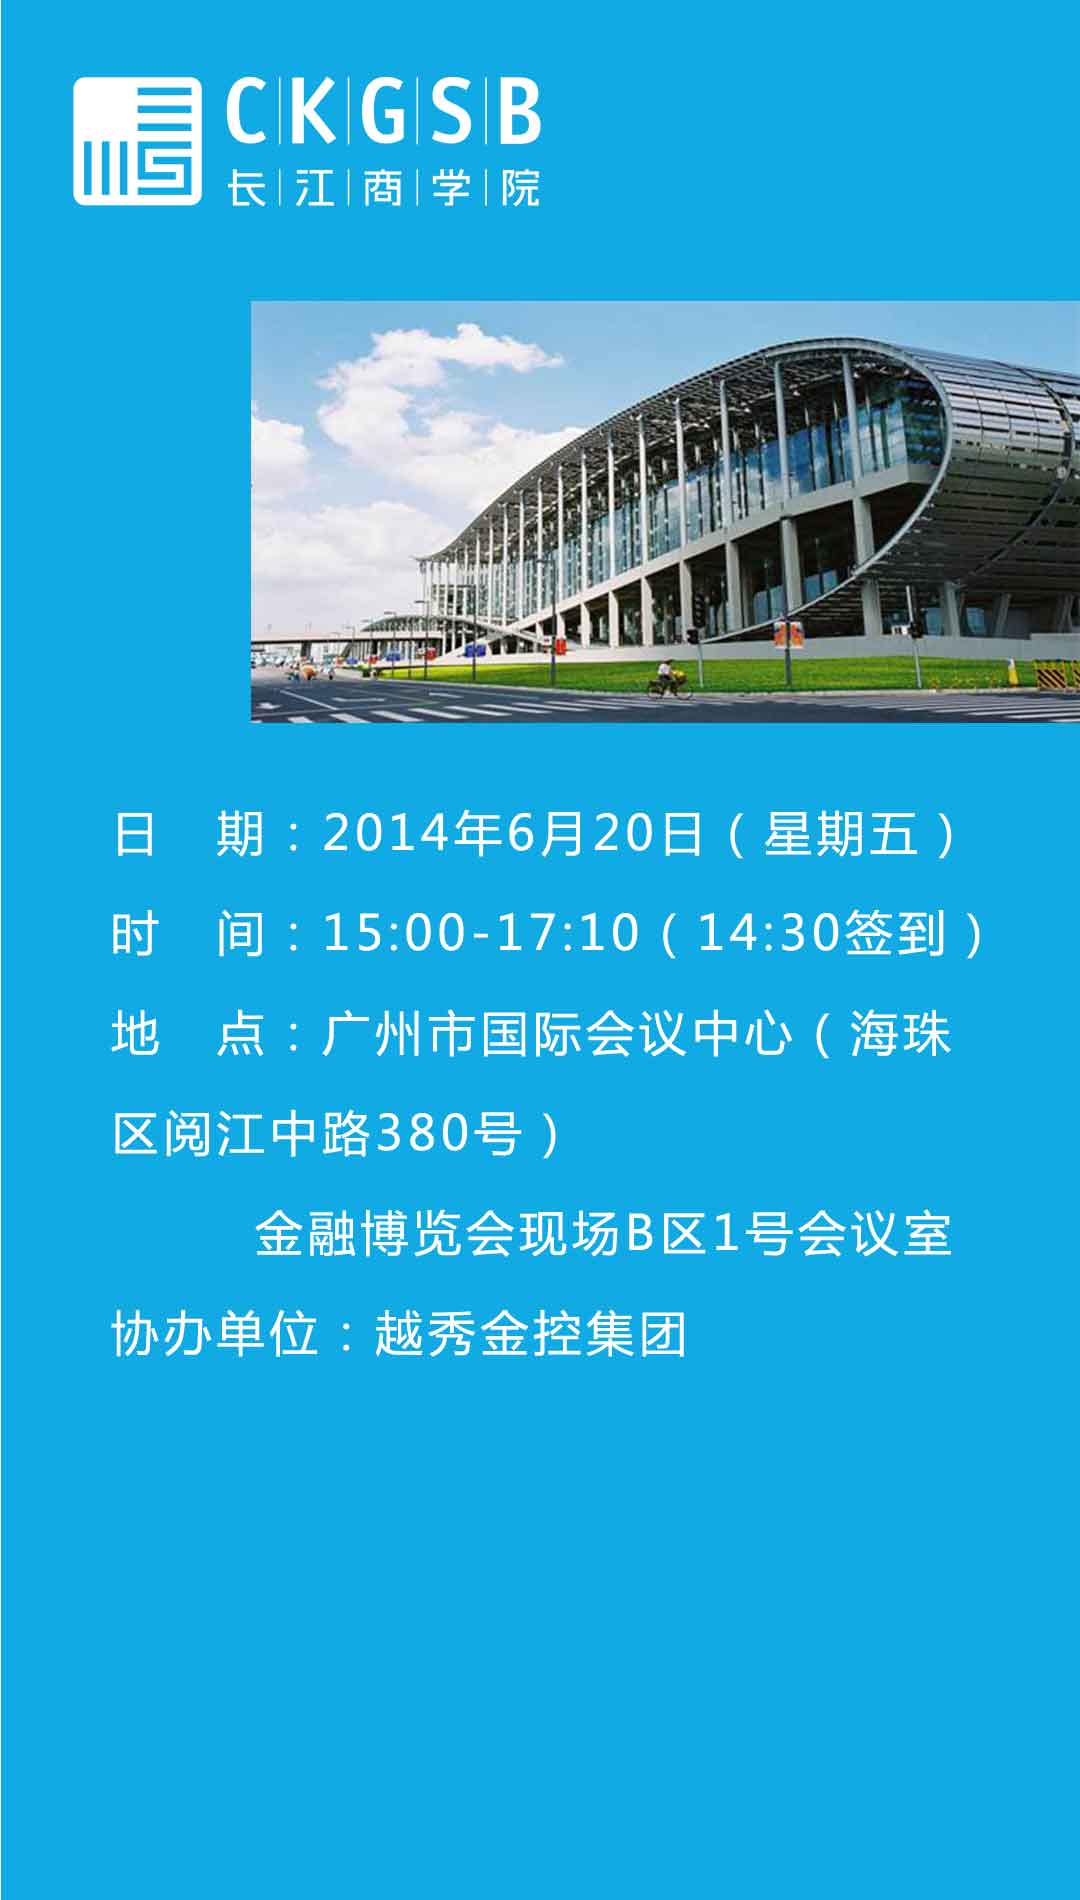 CKGSB
长江商学院
日　期：2014年6月20日（星期五）
时　间：15:00-17:10（14:30签到）
地　点：广州市国际会议中心（海珠
区阅江中路380号）
金融博览会现场B区1号会议室
协办单位：越秀金控集团